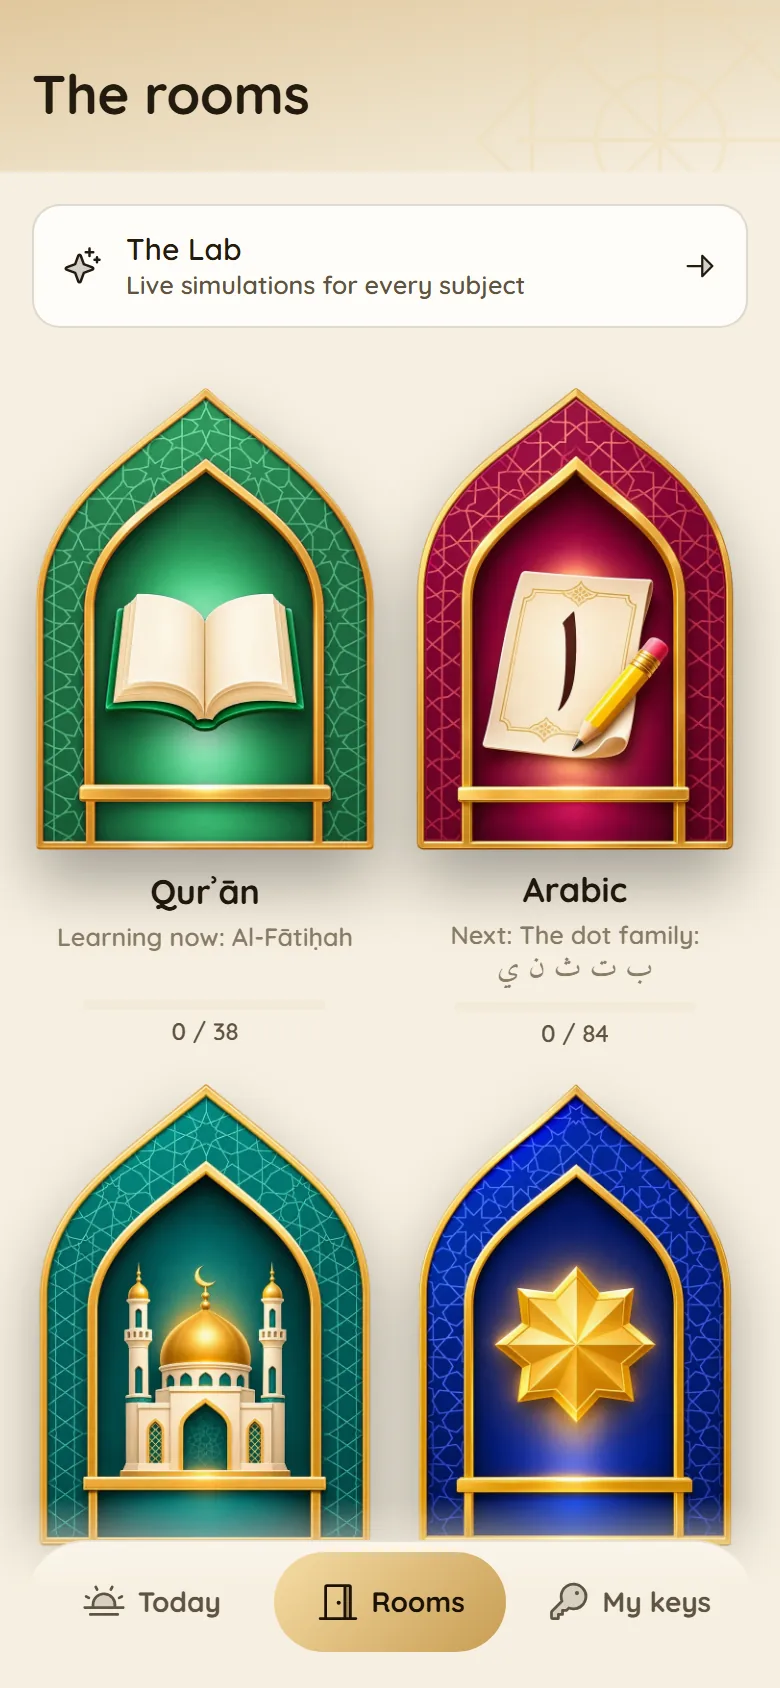 The rooms
The Lab
Live simulations for every subject
ا
Qurʾān
Learning now: Al-Fātiḥah
0 / 38
Arabic
Next: The dot family:
ب ت ث ن ي
0 / 84
Today
Rooms
My keys